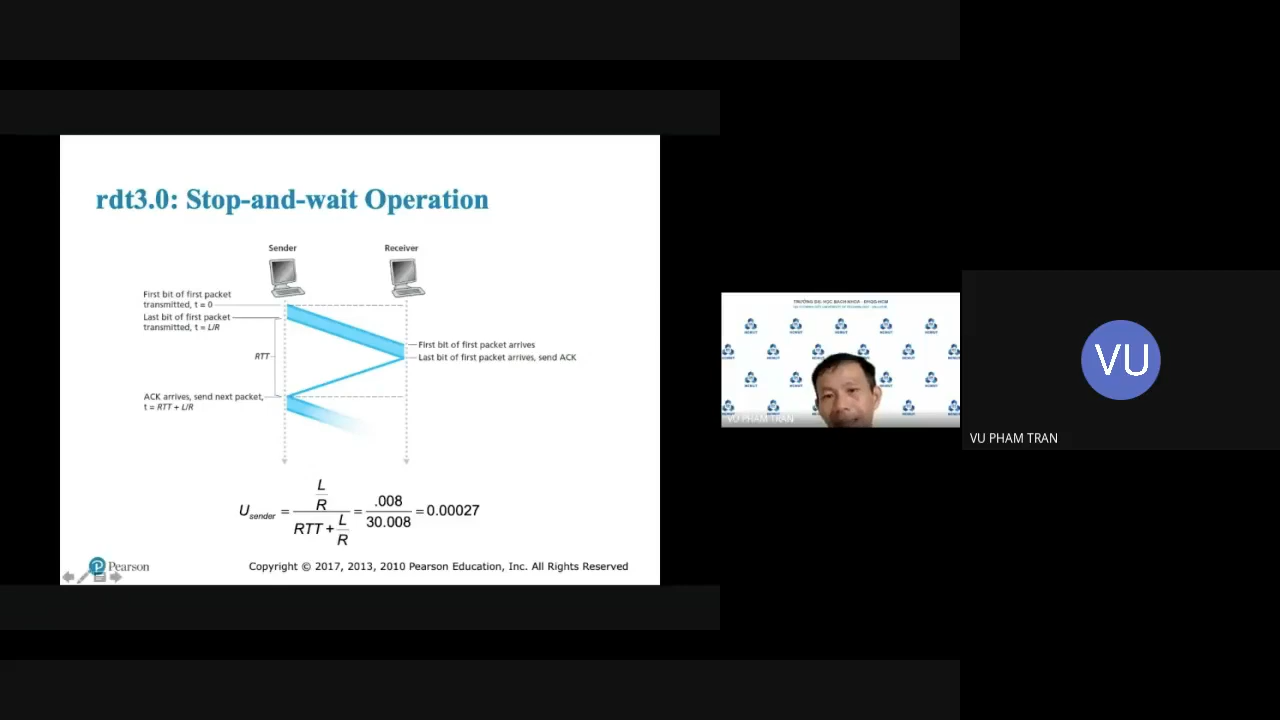 rdt3.0: Stop-and-wait Operation
Sender
Receiver
First bit of first packet
transmitted, t = 0
Last bit of first packet
transmitted, t = L/R
First bit of first packet arrives
Last bit of first packet arrives, send ACK
RTT
ACK arrives, send next packet,
t = RTT + L/R
U sender = (L/R) / (RTT + L/R) = .008 / 30.008 = 0.00027
Pearson
Copyright © 2017, 2013, 2010 Pearson Education, Inc. All Rights Reserved
VU PHAM TRAN
VU
VU PHAM TRAN